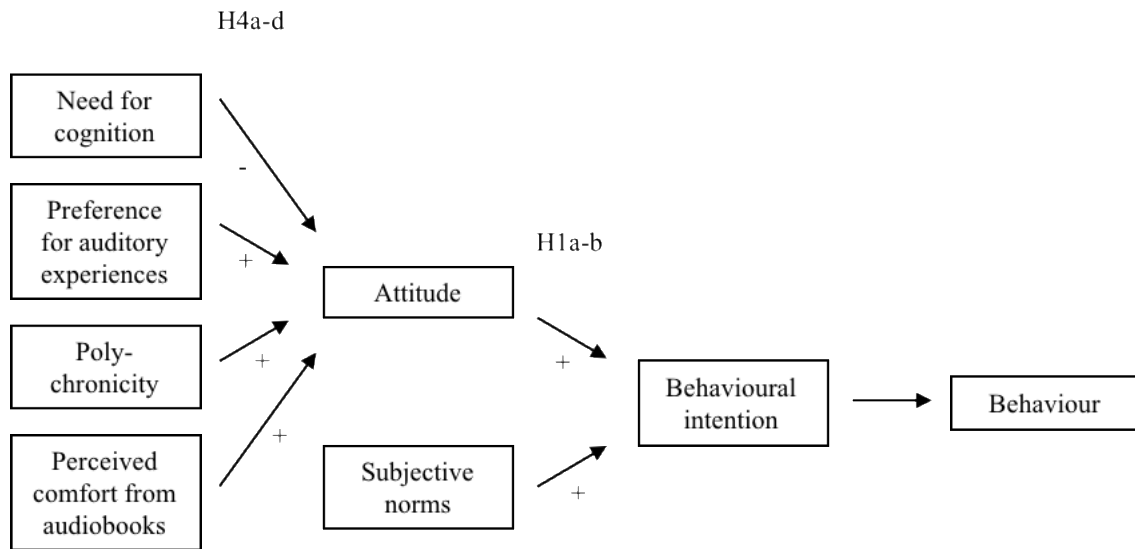 H4a-d
Need for
cognition
-
Preference
for auditory
experiences
+
H1a-b
Attitude
Poly-
chronicity
+
+
Behavioural
intention
Behaviour
Perceived
comfort from
audiobooks
+
Subjective
norms
+